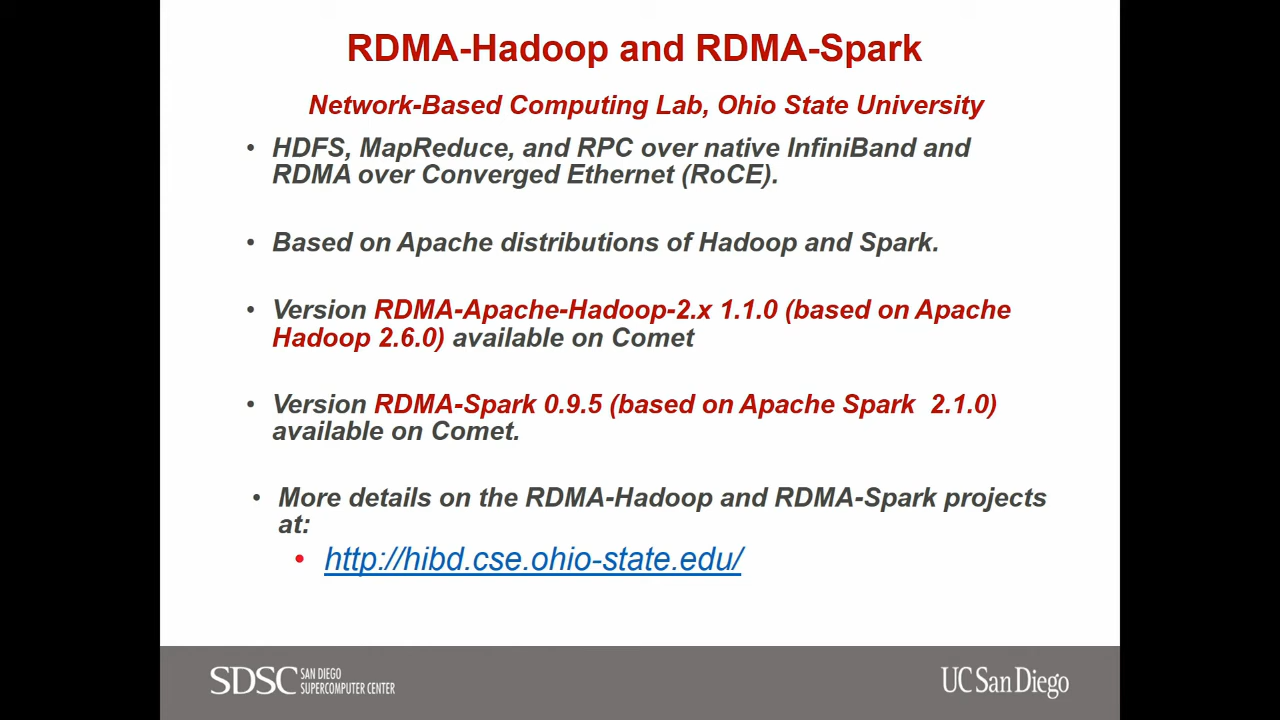 RDMA-Hadoop and RDMA-Spark
Network-Based Computing Lab, Ohio State University
• HDFS, MapReduce, and RPC over native InfiniBand and
RDMA over Converged Ethernet (RoCE).
• Based on Apache distributions of Hadoop and Spark.
• Version RDMA-Apache-Hadoop-2.x 1.1.0 (based on Apache
Hadoop 2.6.0) available on Comet
• Version RDMA-Spark 0.9.5 (based on Apache Spark 2.1.0)
available on Comet.
• More details on the RDMA-Hadoop and RDMA-Spark projects
at:
• http://hibd.cse.ohio-state.edu/
SDSC SAN DIEGO
SUPERCOMPUTER CENTER
UC San Diego